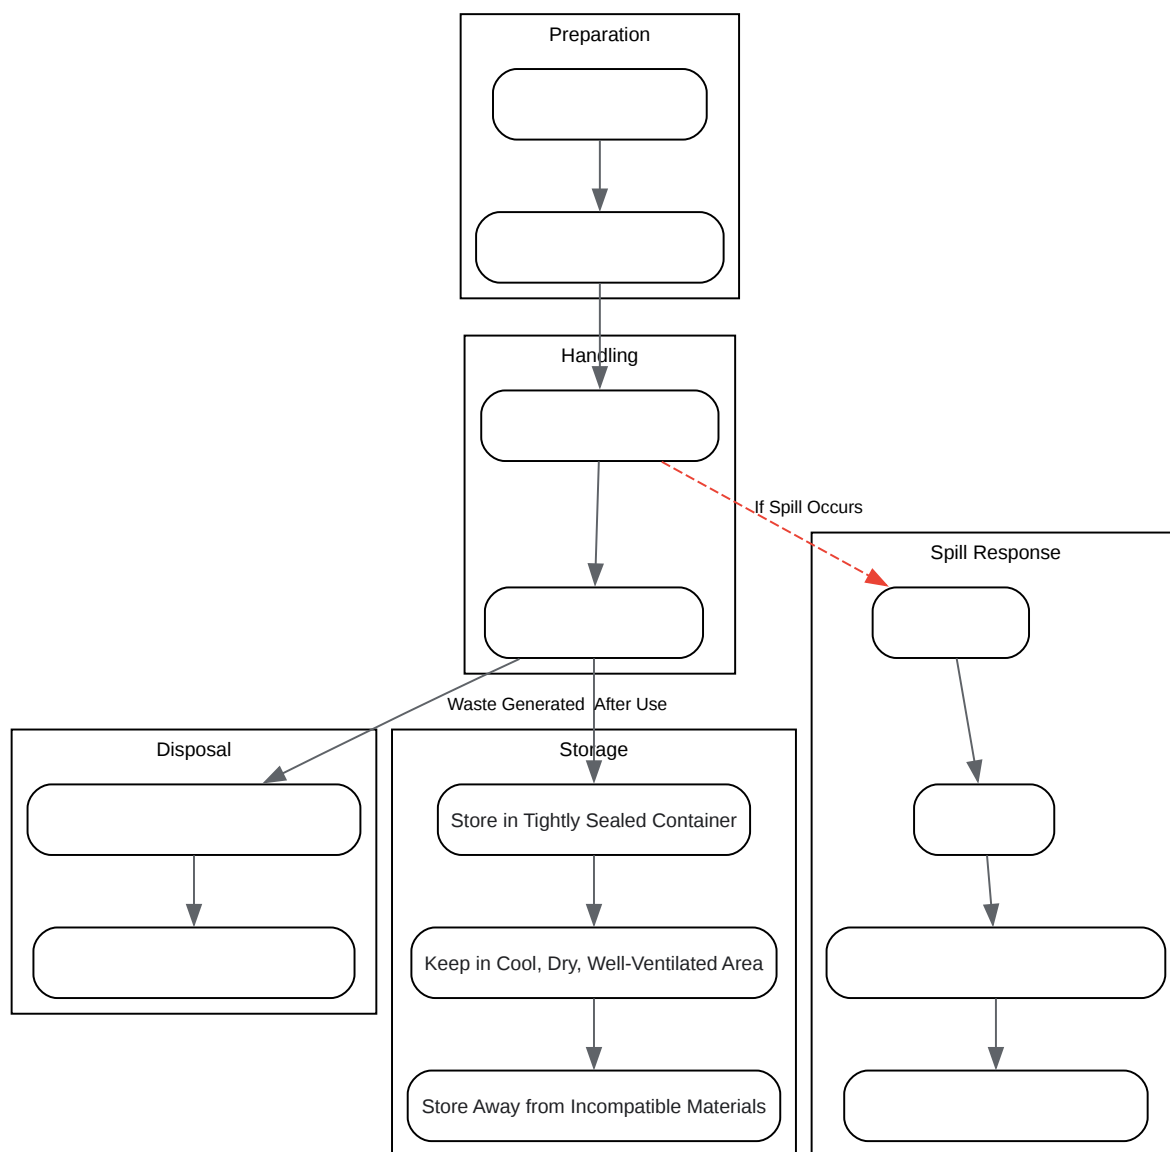 Preparation
Handling
If Spill Occurs
Spill Response
Waste Generated
After Use
Disposal
Storage
Store in Tightly Sealed Container
Keep in Cool, Dry, Well-Ventilated Area
Store Away from Incompatible Materials